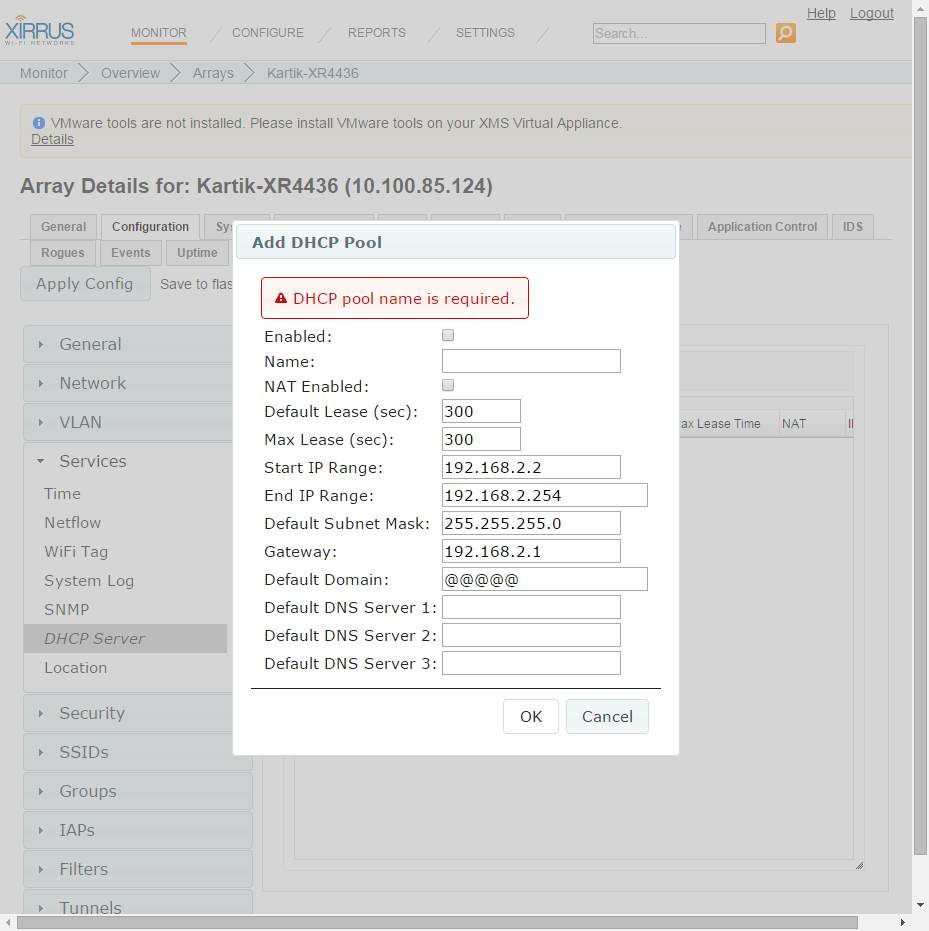 Help Logout
XIRRUS
WI-FI NETWORKS
MONITOR CONFIGURE REPORTS SETTINGS
Search...
Monitor Overview Arrays Kartik-XR4436
VMware tools are not installed. Please install VMware tools on your XMS Virtual Appliance.
Details
Array Details for: Kartik-XR4436 (10.100.85.124)
General Configuration Application Control IDS
Rogues Events Uptime
Apply Config Save to flas
Add DHCP Pool
DHCP pool name is required.
Enabled:
Name:
NAT Enabled:
Default Lease (sec): 300
Max Lease (sec): 300
Start IP Range: 192.168.2.2
End IP Range: 192.168.2.254
Default Subnet Mask: 255.255.255.0
Gateway: 192.168.2.1
Default Domain: @@@@@
Default DNS Server 1:
Default DNS Server 2:
Default DNS Server 3:
OK Cancel
General
Network
VLAN
Services
Time
Netflow
WiFi Tag
System Log
SNMP
DHCP Server
Location
Security
SSIDs
Groups
IAPs
Filters
Tunnels
ax Lease Time NAT